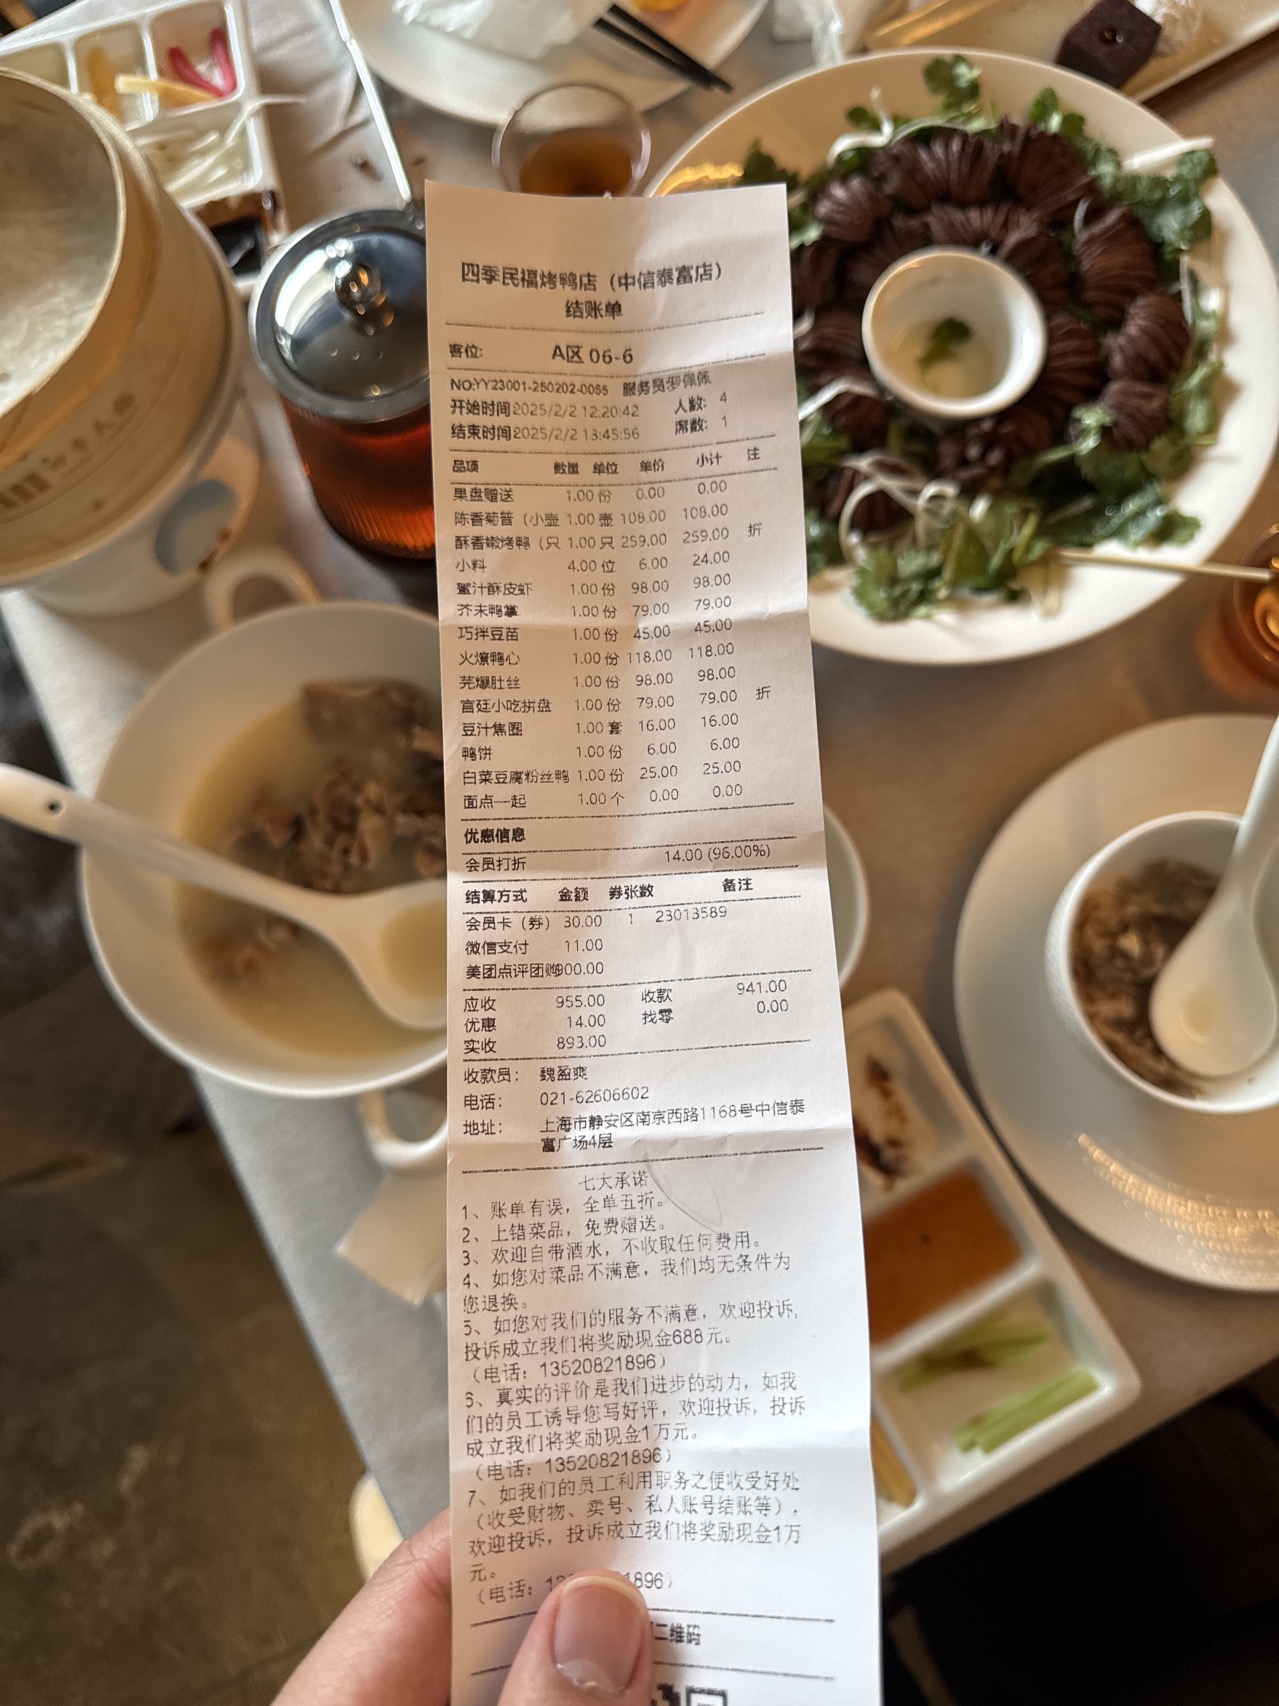 四季民福烤鸭店（中信泰富店）
结账单
客位: A区 06-6
NO:YY23001-250202-0055 服务员:罗佩佩
开始时间 2025/2/2 12:20:42 人数: 4
结束时间 2025/2/2 13:45:56 席数: 1
品项 数量 单位 单价 小计 注
果盘赠送 1.00 份 0.00 0.00
陈香菊普（小壶 1.00 壶 108.00 108.00
酥香嫩烤鸭（只 1.00 只 259.00 259.00 折
小料 4.00 位 6.00 24.00
蜜汁酥皮虾 1.00 份 98.00 98.00
芥末鸭掌 1.00 份 79.00 79.00
巧拌豆苗 1.00 份 45.00 45.00
火燎鸭心 1.00 份 118.00 118.00
芫爆肚丝 1.00 份 98.00 98.00
宫廷小吃拼盘 1.00 份 79.00 79.00 折
豆汁焦圈 1.00 套 16.00 16.00
鸭饼 1.00 份 6.00 6.00
白菜豆腐粉丝鸭 1.00 份 25.00 25.00
面点一起 1.00 个 0.00 0.00
优惠信息
会员打折 14.00 (96.00%)
结算方式 金额 券张数 备注
会员卡（券） 30.00 1 23013589
微信支付 11.00
美团点评团购900.00
应收 955.00 收款 941.00
优惠 14.00 找零 0.00
实收 893.00
收款员: 魏盈爽
电话: 021-62606602
地址: 上海市静安区南京西路1168号中信泰
富广场4层
七大承诺
1、账单有误，全单五折。
2、上错菜品，免费赠送。
3、欢迎自带酒水，不收取任何费用。
4、如您对菜品不满意，我们均无条件为
您退换。
5、如您对我们的服务不满意，欢迎投诉，
投诉成立我们将奖励现金688元。
（电话：13520821896）
6、真实的评价是我们进步的动力，如我
们的员工诱导您写好评，欢迎投诉，投诉
成立我们将奖励现金1万元。
（电话：13520821896）
7、如我们的员工利用职务之便收受好处
（收受财物、卖号、私人账号结账等），
欢迎投诉，投诉成立我们将奖励现金1万
元。
（电话：13 1896）
二维码